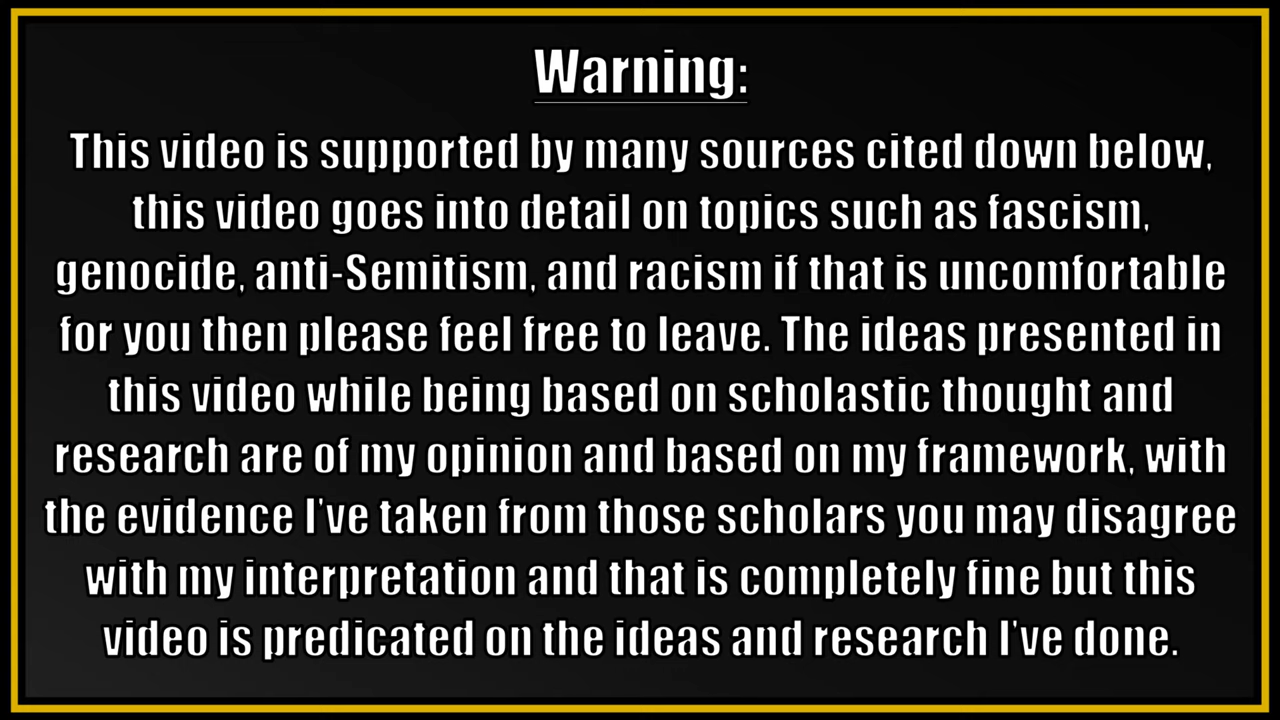 Warning:
This video is supported by many sources cited down below,
this video goes into detail on topics such as fascism,
genocide, anti-Semitism, and racism if that is uncomfortable
for you then please feel free to leave. The ideas presented in
this video while being based on scholastic thought and
research are of my opinion and based on my framework, with
the evidence I've taken from those scholars you may disagree
with my interpretation and that is completely fine but this
video is predicated on the ideas and research I've done.